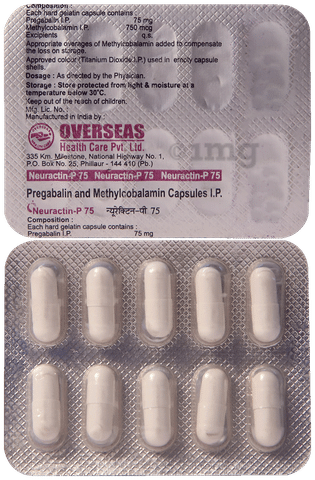 Composition :
Each hard gelatin capsule contains :
Pregabalin I.P. 75 mg
Methylcobalamin I.P. 750 mcg
Excipients q.s.
Appropriate overages of Methylcobalamin added to compensate
the loss on storage.
Approved colour (Titanium Dioxide I.P.) used in empty capsule
shells.
Dosage : As directed by the Physician.
Storage : Store protected from light & moisture at a
temperature below 30°C.
Keep out of the reach of children.
Mfg. Lic. No. :
Manufactured in India by :
OVERSEAS
Health Care Pvt. Ltd.
335 Km. Milestone, National Highway No. 1,
P.O. Box No. 25, Phillaur - 144 410 (Pb.)
1mg
Neuractin-P 75 Neuractin-P 75 Neuractin-P 75
Pregabalin and Methylcobalamin Capsules I.P.
Neuractin-P 75 न्यूरेक्टिन-पी 75
Composition :
Each hard gelatin capsule contains :
Pregabalin I.P. 75 mg